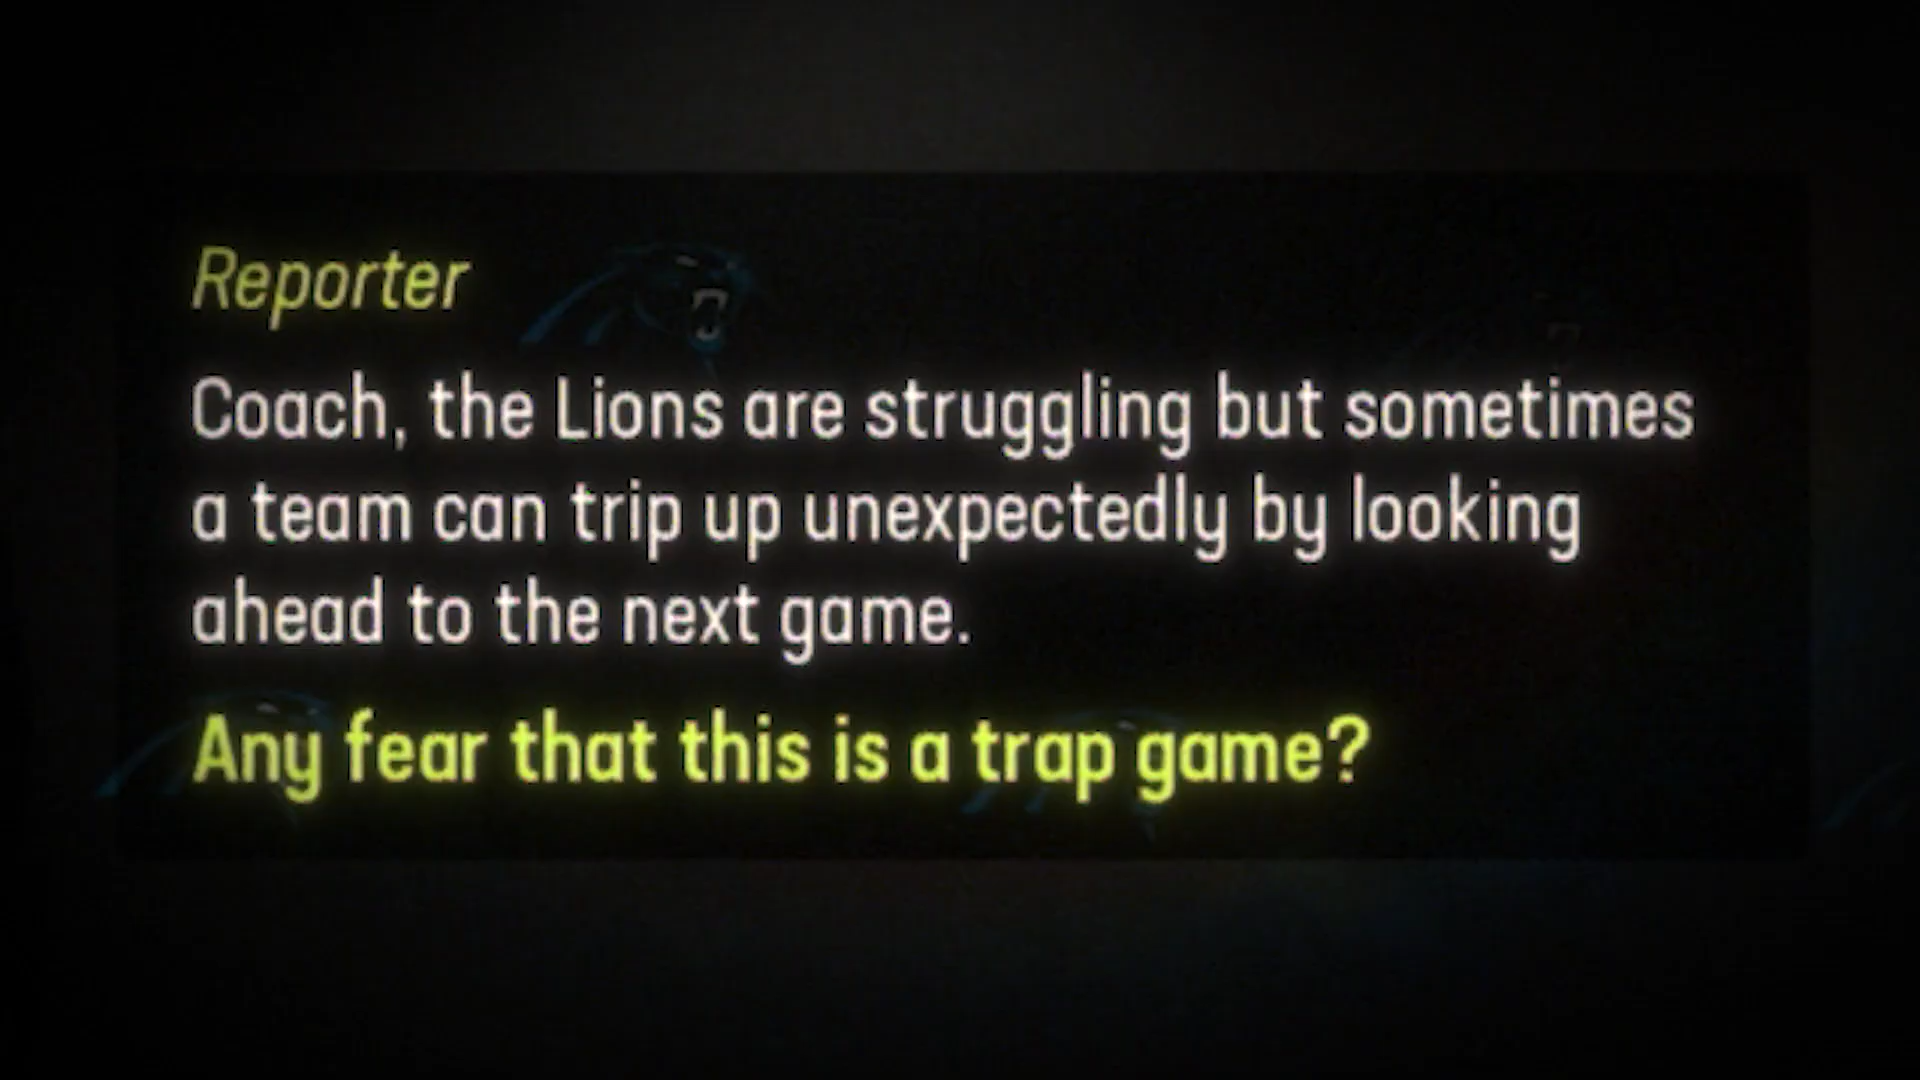 Reporter
Coach, the Lions are struggling but sometimes
a team can trip up unexpectedly by looking
ahead to the next game.
Any fear that this is a trap game?